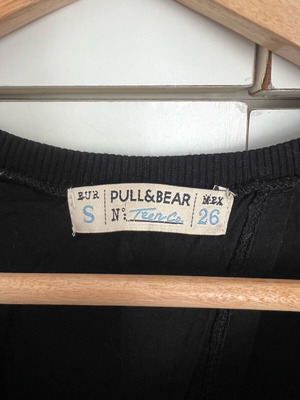 EUR PULL&BEAR MEX
S Nº: Teen-Co 26